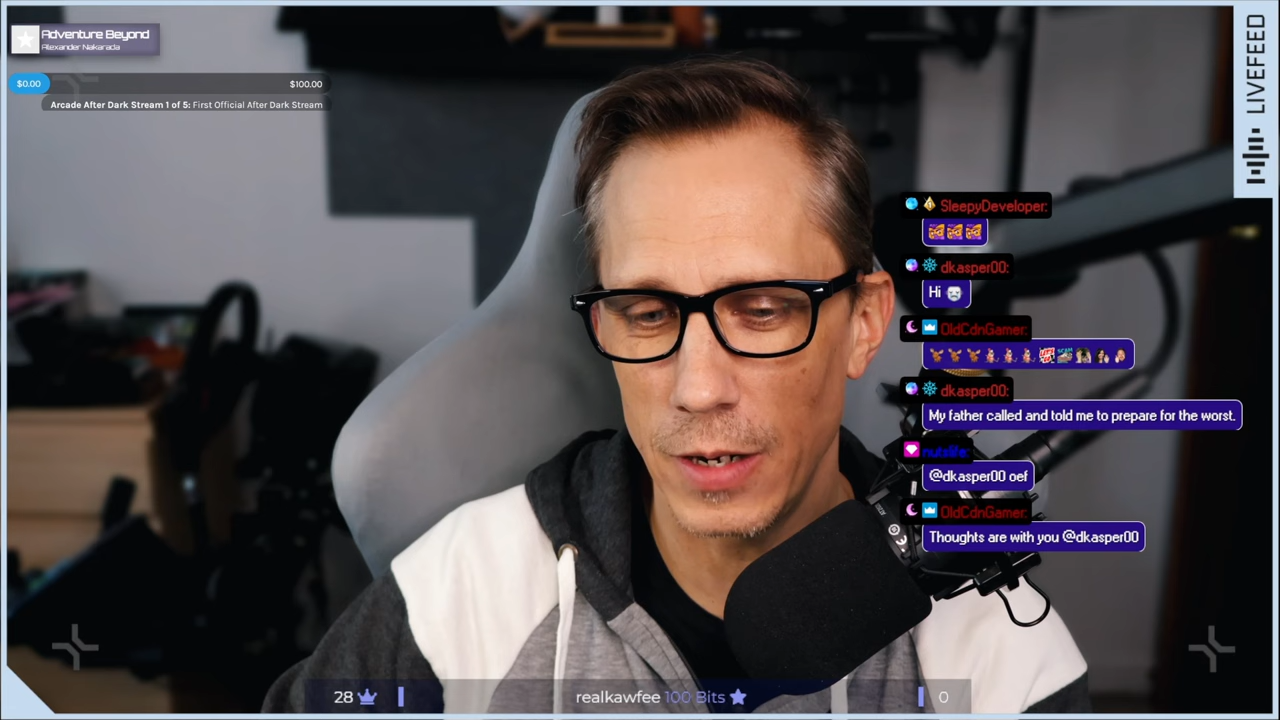 Adventure Beyond
Alexander Nakarada
$0.00
$100.00
Arcade After Dark Stream 1 of 5: First Official After Dark Stream
LIVEFEED
SleepyDeveloper:
dkasper00:
Hi
OldCdnGamer:
dkasper00:
My father called and told me to prepare for the worst.
nutslife:
@dkasper00 oef
OldCdnGamer:
Thoughts are with you @dkasper00
28
realkawfee 100 Bits
0